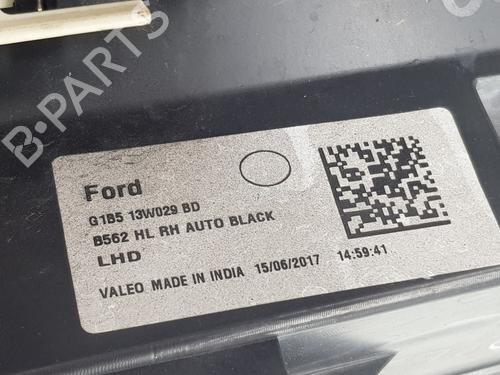 B-PARTS
Ford
G1B5 13W029 BD
B562 HL RH AUTO BLACK
LHD
VALEO MADE IN INDIA 15/06/2017 14:59:41